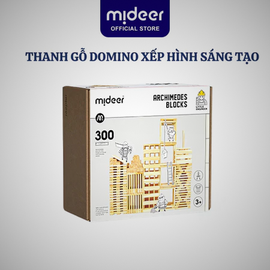 mideer
OFFICIAL STORE
THANH GỖ DOMINO XẾP HÌNH SÁNG TẠO
mideer
ARCHIMEDES
BLOCKS
M
300
3+